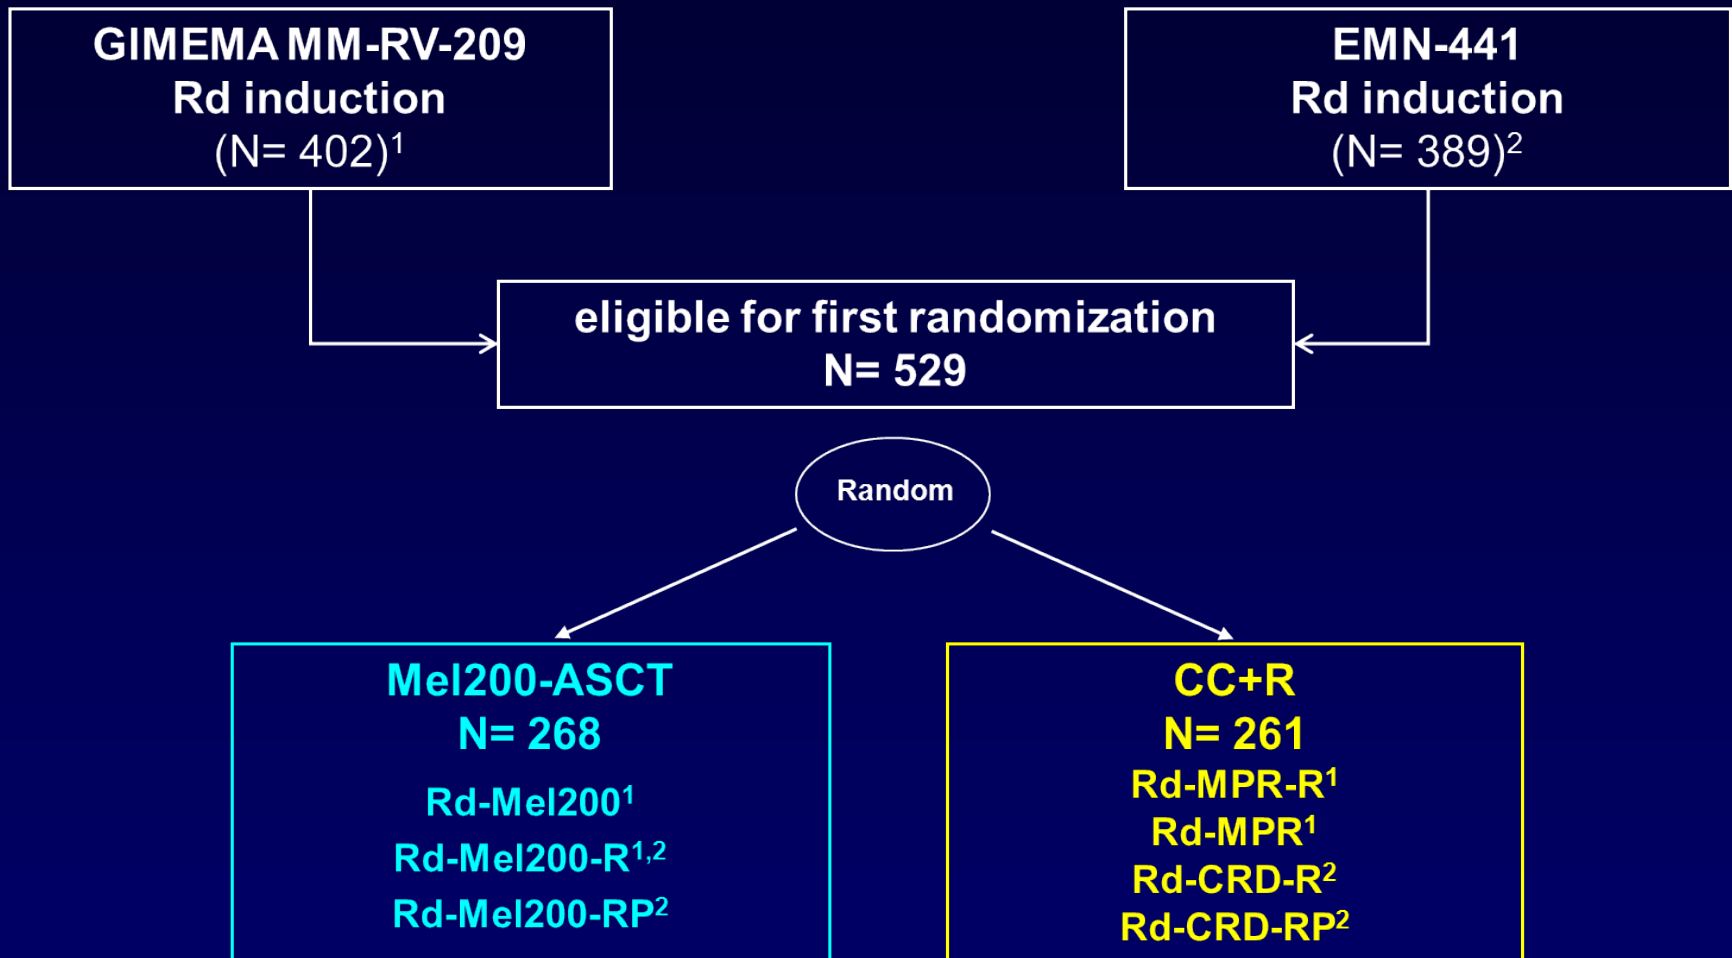 GIMEMA MM-RV-209
Rd induction
(N= 402)¹
EMN-441
Rd induction
(N= 389)²
eligible for first randomization
N= 529
Random
Mel200-ASCT
N= 268
Rd-Mel200¹
Rd-Mel200-R¹,²
Rd-Mel200-RP²
CC+R
N= 261
Rd-MPR-R¹
Rd-MPR¹
Rd-CRD-R²
Rd-CRD-RP²